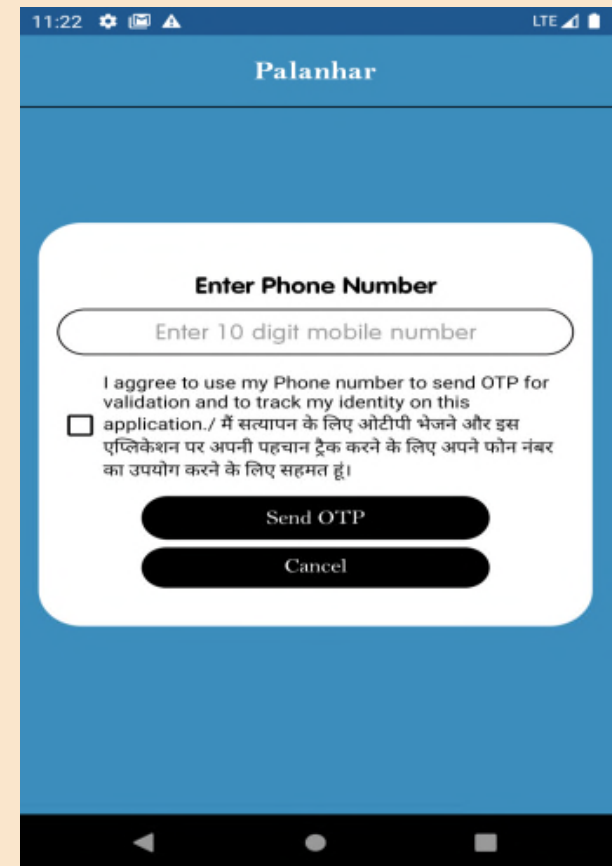 11:22 LTE
Palanhar
Enter Phone Number
Enter 10 digit mobile number
I aggree to use my Phone number to send OTP for
validation and to track my identity on this
application./ मैं सत्यापन के लिए ओटीपी भेजने और इस
एप्लिकेशन पर अपनी पहचान ट्रैक करने के लिए अपने फोन नंबर
का उपयोग करने के लिए सहमत हूं।
Send OTP
Cancel